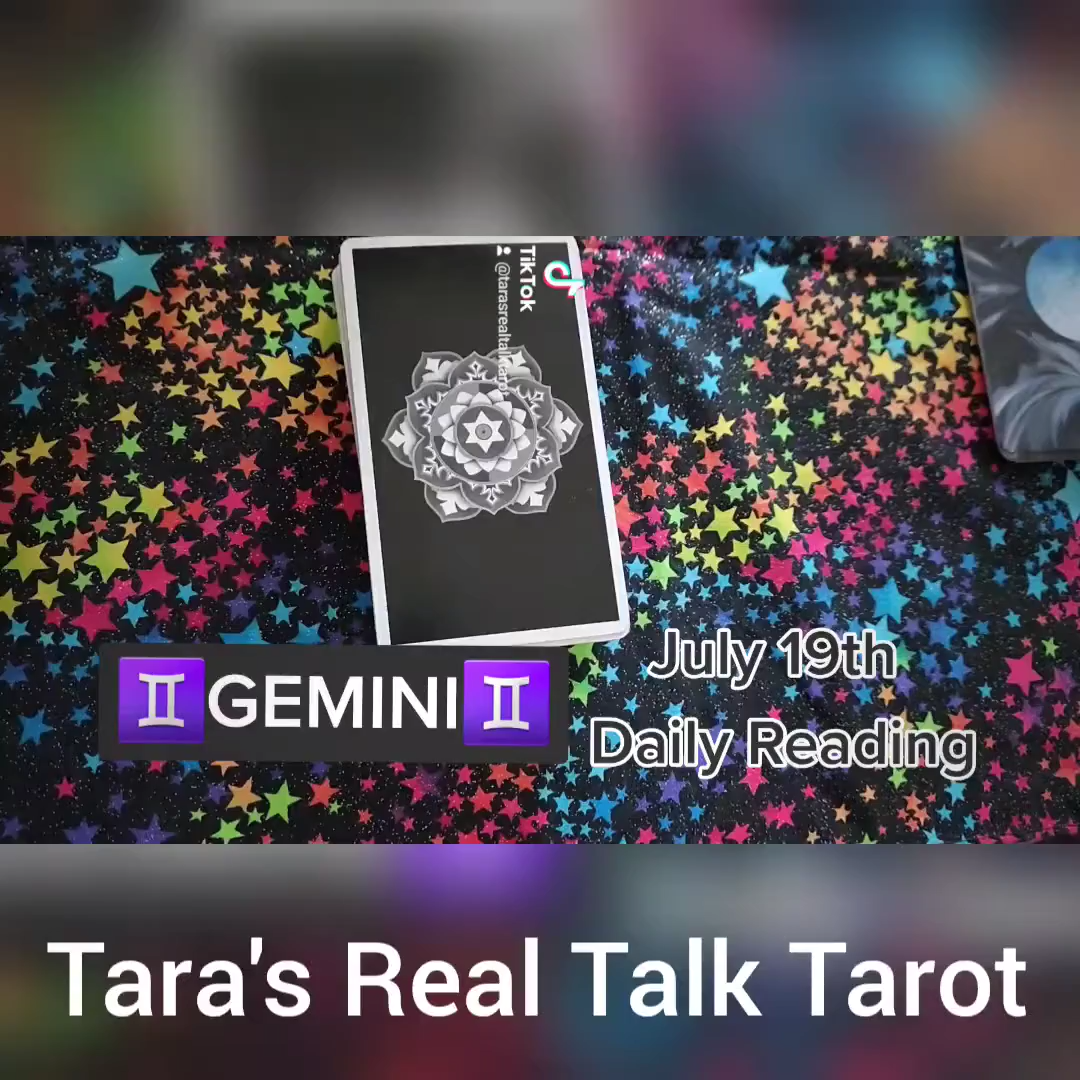 TikTok
♊GEMINI♊
July 19th
Daily Reading
Tara's Real Talk Tarot